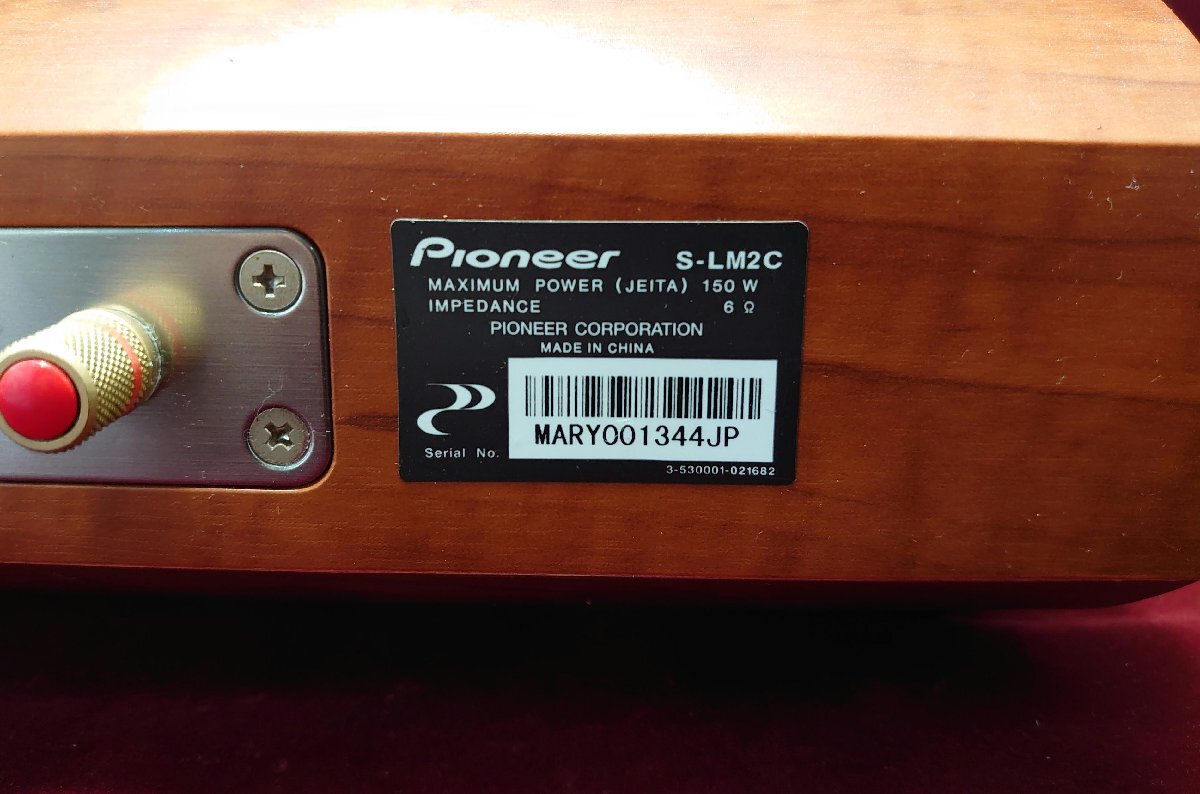 Pioneer S-LM2C
MAXIMUM POWER (JEITA) 150 W
IMPEDANCE 6 Ω
PIONEER CORPORATION
MADE IN CHINA
MARY001344JP
Serial No.
3-530001-021682